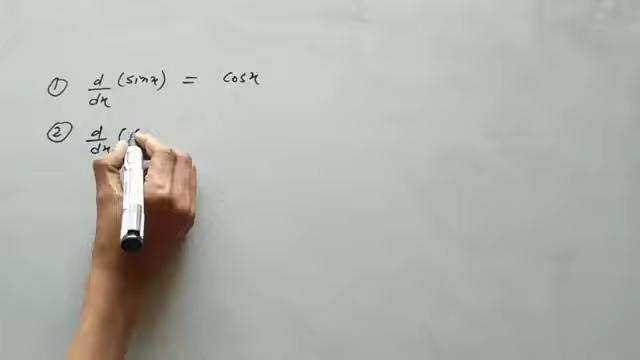 ① d/dx (sinx) = cosx
② d/dx (